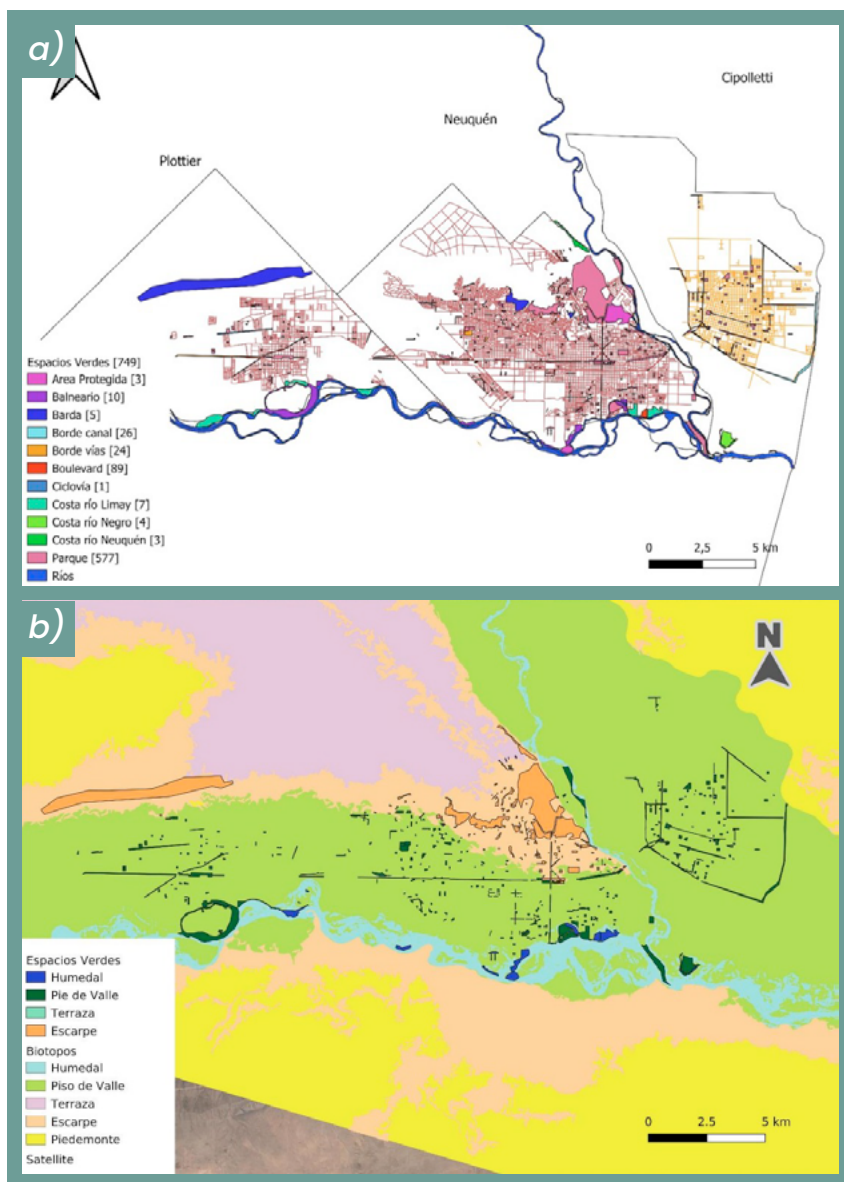 a)
Cipolletti
Neuquén
Plottier
Espacios Verdes [749]
Area Protegida [3]
Balneario [10]
Barda [5]
Borde canal [26]
Borde vías [24]
Boulevard [89]
Ciclovía [1]
Costa río Limay [7]
Costa río Negro [4]
Costa río Neuquén [3]
Parque [577]
Ríos
0 2,5 5 km
b)
N
Espacios Verdes
Humedal
Pie de Valle
Terraza
Escarpe
Biotopos
Humedal
Piso de Valle
Terraza
Escarpe
Piedemonte
Satellite
0 2.5 5 km